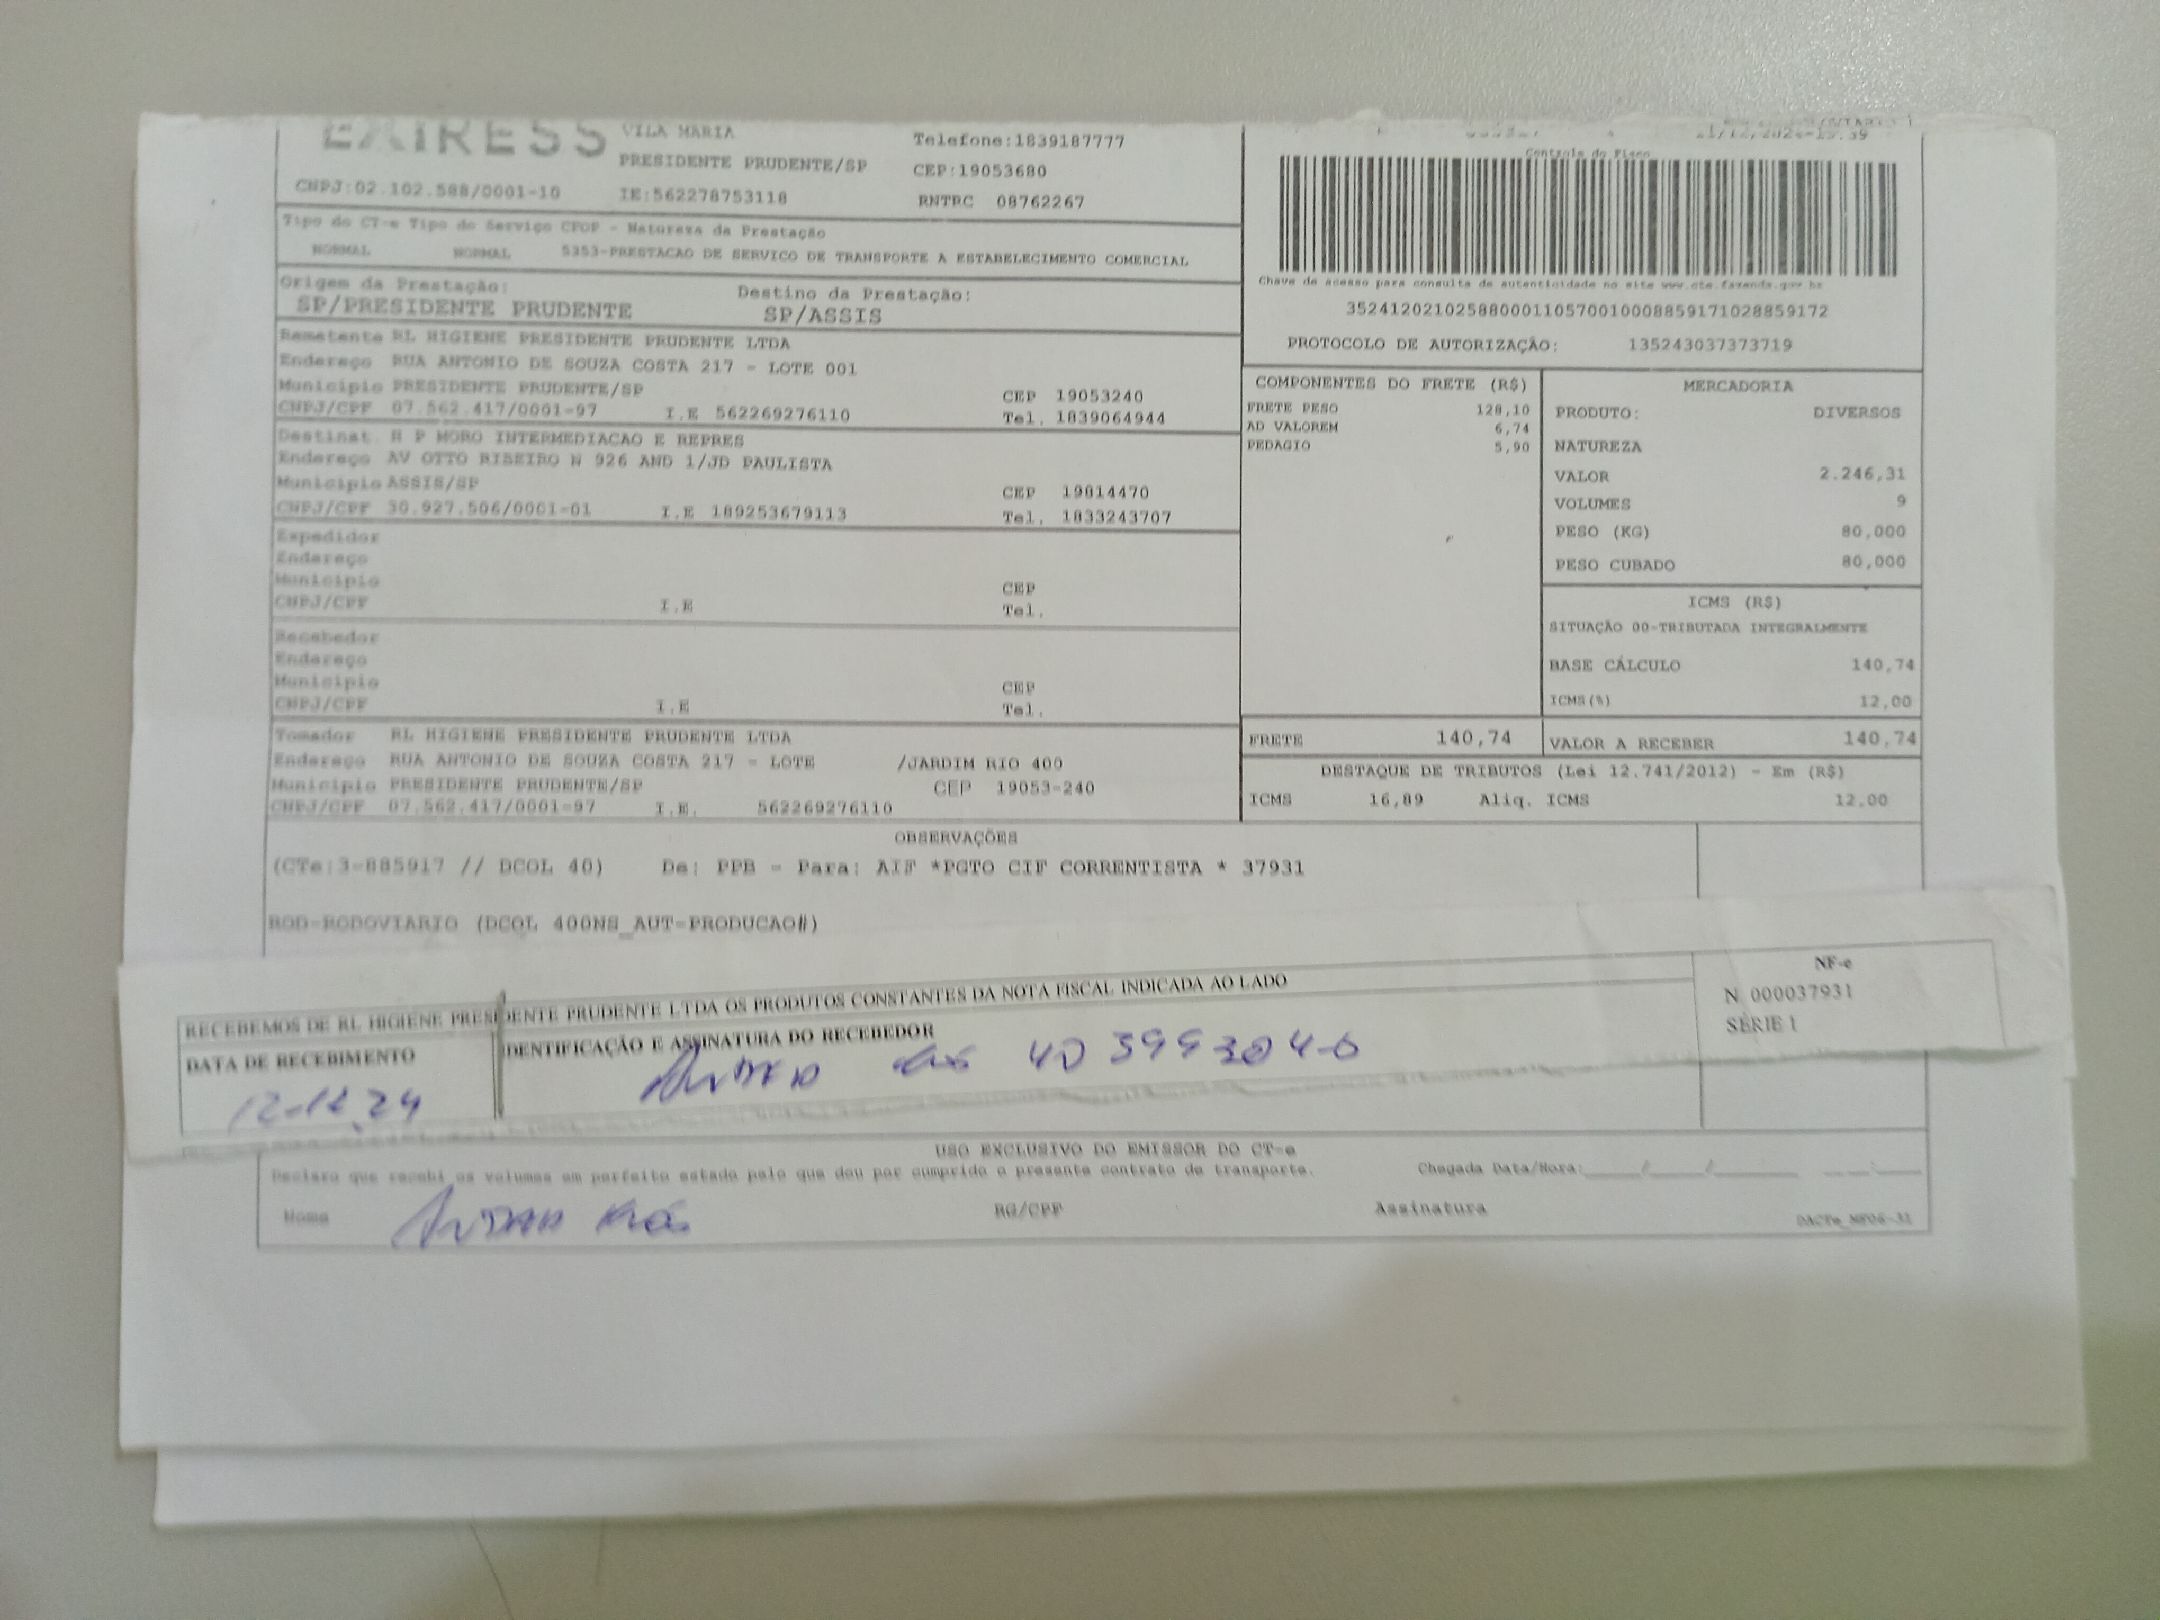 EXPRESS
VILA MARIA
Telefone:1839187777
PRESIDENTE PRUDENTE/SP
CEP:19053680
CNPJ:02.102.588/0001-10
IE:562278753118
RNTRC 08762267
Controle do Fisco
Tipo do CT-e Tipo do Serviço CFOP - Natureza da Prestação
NORMAL NORMAL 5353-PRESTACAO DE SERVICO DE TRANSPORTE A ESTABELECIMENTO COMERCIAL
Origem da Prestação: Destino da Prestação:
SP/PRESIDENTE PRUDENTE SP/ASSIS
Chave de acesso para consulta de autenticidade no site www.cte.fazenda.gov.br
35241202102588000110570010008859171028859172
PROTOCOLO DE AUTORIZAÇÃO: 135243037373719
Remetente RL HIGIENE PRESIDENTE PRUDENTE LTDA
Endereço RUA ANTONIO DE SOUZA COSTA 217 - LOTE 001
Município PRESIDENTE PRUDENTE/SP CEP 19053240
CNPJ/CPF 07.562.417/0001-97 I.E 562269276110 Tel. 1839064944
Destinat. R P MORO INTERMEDIACAO E REPRES
Endereço AV OTTO RIBEIRO N 926 AND 1/JD PAULISTA
Município ASSIS/SP CEP 19814470
CNPJ/CPF 30.927.506/0001-01 I.E 189253679113 Tel. 1833243707
Expedidor
Endereço
Município CEP
CNPJ/CPF I.E Tel.
Recebedor
Endereço
Município CEP
CNPJ/CPF I.E Tel.
Tomador RL HIGIENE PRESIDENTE PRUDENTE LTDA
Endereço RUA ANTONIO DE SOUZA COSTA 217 - LOTE /JARDIM RIO 400
Município PRESIDENTE PRUDENTE/SP CEP 19053-240
CNPJ/CPF 07.562.417/0001-97 I.E. 562269276110
COMPONENTES DO FRETE (R$)
FRETE PESO 128,10
AD VALOREM 6,74
PEDAGIO 5,90
MERCADORIA
PRODUTO: DIVERSOS
NATUREZA
VALOR 2.246,31
VOLUMES 9
PESO (KG) 80,000
PESO CUBADO 80,000
ICMS (R$)
SITUAÇÃO 00-TRIBUTADA INTEGRALMENTE
BASE CÁLCULO 140,74
ICMS(%) 12,00
FRETE 140,74 VALOR A RECEBER 140,74
DESTAQUE DE TRIBUTOS (Lei 12.741/2012) - Em (R$)
ICMS 16,89 Aliq. ICMS 12,00
OBSERVAÇÕES
(CTe:3-885917 // DCOL 40) De: PPB - Para: AIF *PGTO CIF CORRENTISTA * 37931
ROD-RODOVIARIO (DCOL 400NS_AUT-PRODUCAO#)
RECEBEMOS DE RL HIGIENE PRESIDENTE PRUDENTE LTDA OS PRODUTOS CONSTANTES DA NOTA FISCAL INDICADA AO LADO
DATA DE RECEBIMENTO
IDENTIFICAÇÃO E ASSINATURA DO RECEBEDOR
12-12.24
NF-e
N 000037931
SÉRIE 1
USO EXCLUSIVO DO EMISSOR DO CT-e
Declaro que recebi os volumes em perfeito estado pelo que dou por cumprido o presente contrato de transporte. Chegada Data/Hora:____/____/____ __:__
Nome RG/CPF Assinatura